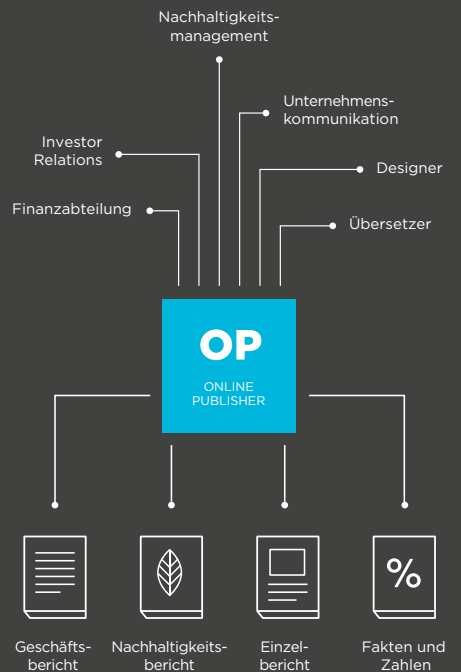 Nachhaltigkeits-
management
Unternehmens-
kommunikation
Investor
Relations
Designer
Finanzabteilung
Übersetzer
OP
ONLINE
PUBLISHER
%
Geschäfts-
bericht
Nachhaltigkeits-
bericht
Einzel-
bericht
Fakten und
Zahlen